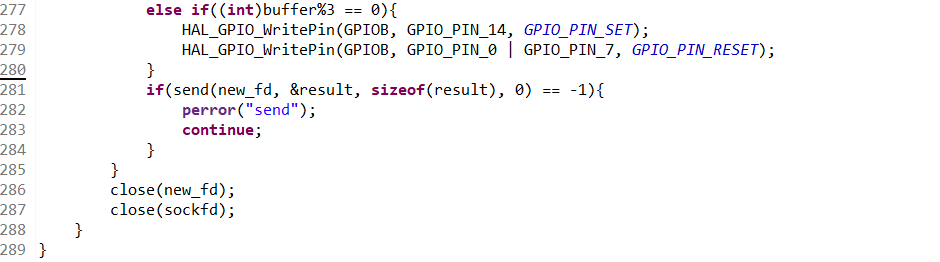 277 else if((int)buffer%3 == 0){
278 HAL_GPIO_WritePin(GPIOB, GPIO_PIN_14, GPIO_PIN_SET);
279 HAL_GPIO_WritePin(GPIOB, GPIO_PIN_0 | GPIO_PIN_7, GPIO_PIN_RESET);
280 }
281 if(send(new_fd, &result, sizeof(result), 0) == -1){
282 perror("send");
283 continue;
284 }
285 }
286 close(new_fd);
287 close(sockfd);
288 }
289 }